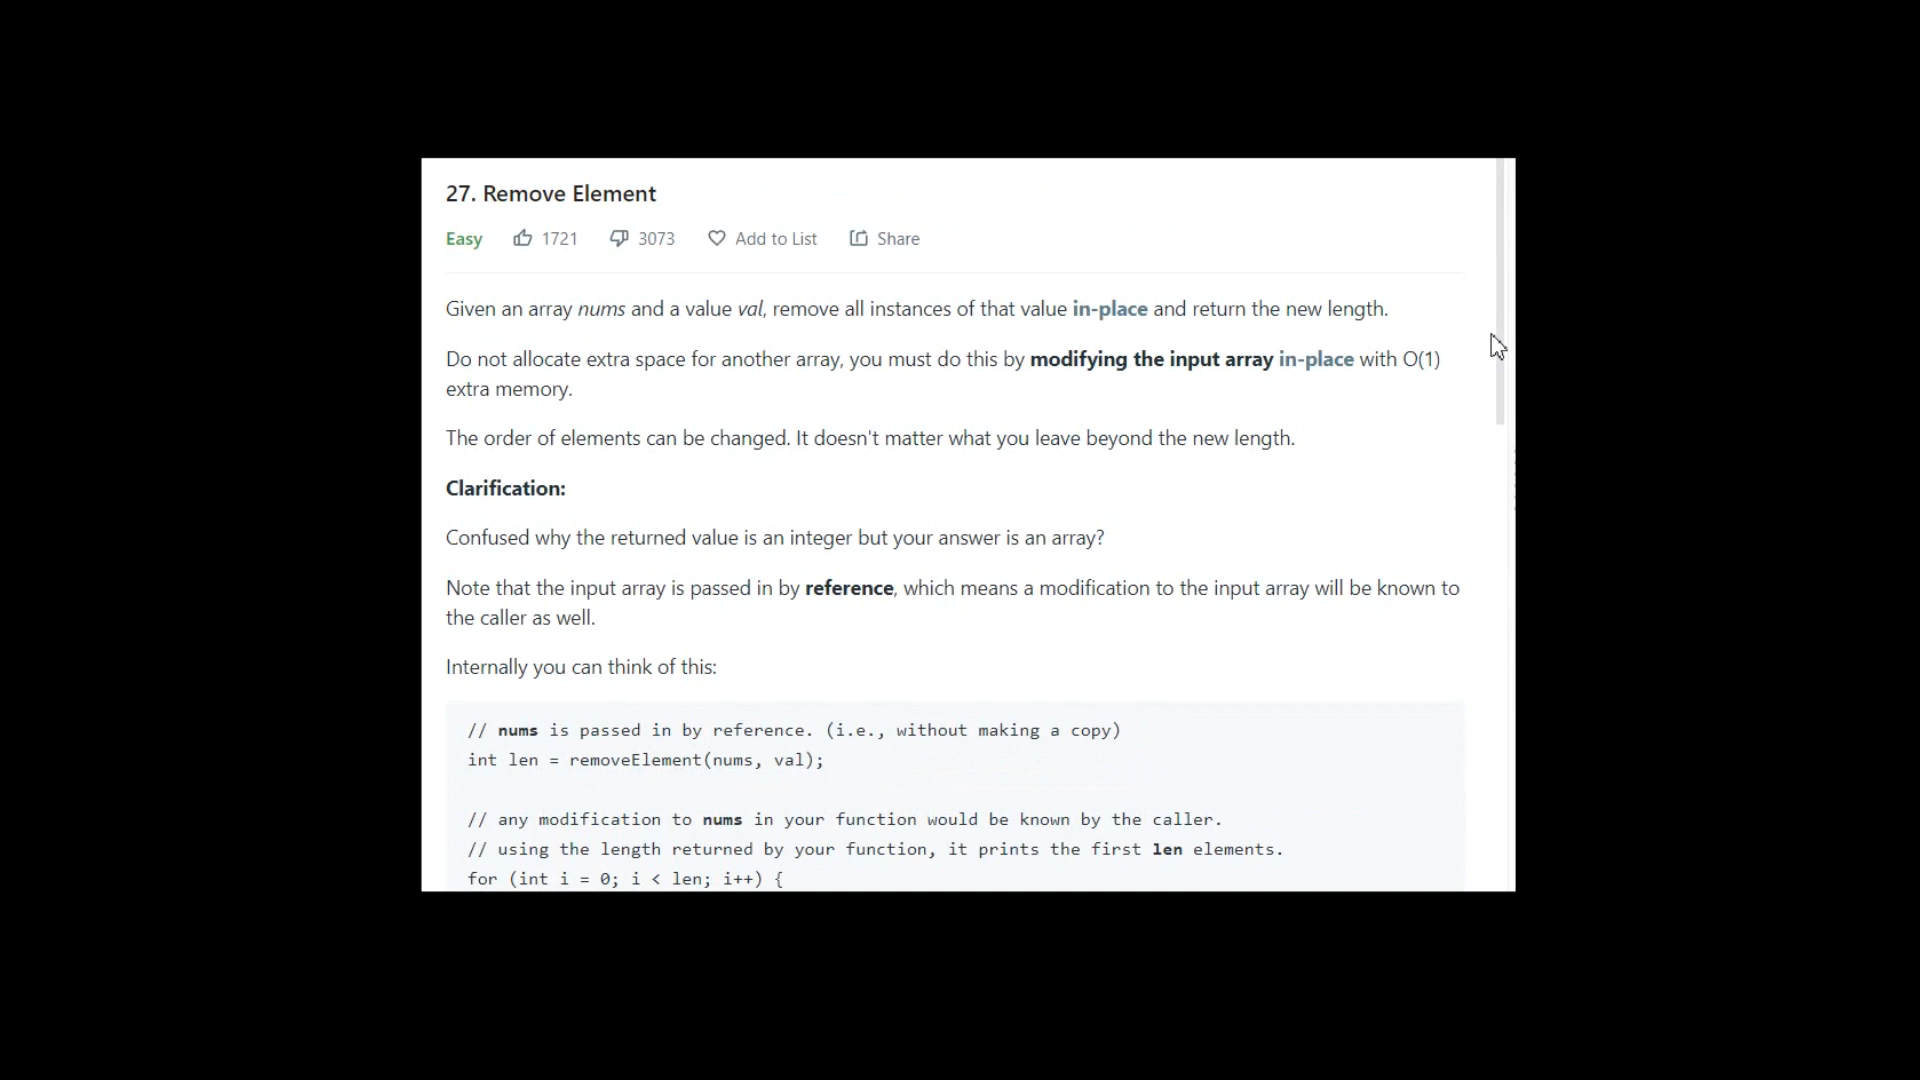 27. Remove Element
Easy 1721 3073 Add to List Share
Given an array nums and a value val, remove all instances of that value in-place and return the new length.
Do not allocate extra space for another array, you must do this by modifying the input array in-place with O(1)
extra memory.
The order of elements can be changed. It doesn't matter what you leave beyond the new length.
Clarification:
Confused why the returned value is an integer but your answer is an array?
Note that the input array is passed in by reference, which means a modification to the input array will be known to
the caller as well.
Internally you can think of this:
// nums is passed in by reference. (i.e., without making a copy)
int len = removeElement(nums, val);
// any modification to nums in your function would be known by the caller.
// using the length returned by your function, it prints the first len elements.
for (int i = 0; i < len; i++) {